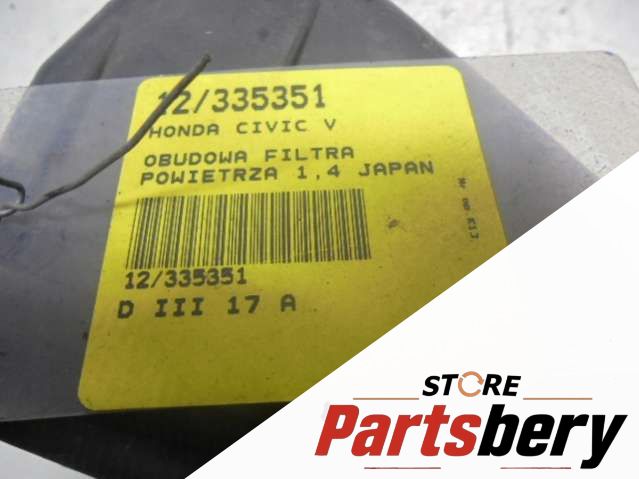 12/335351
HONDA CIVIC V
OBUDOWA FILTRA
POWIETRZA 1,4 JAPAN
12/335351
D III 17 A
STORE
Partsbery